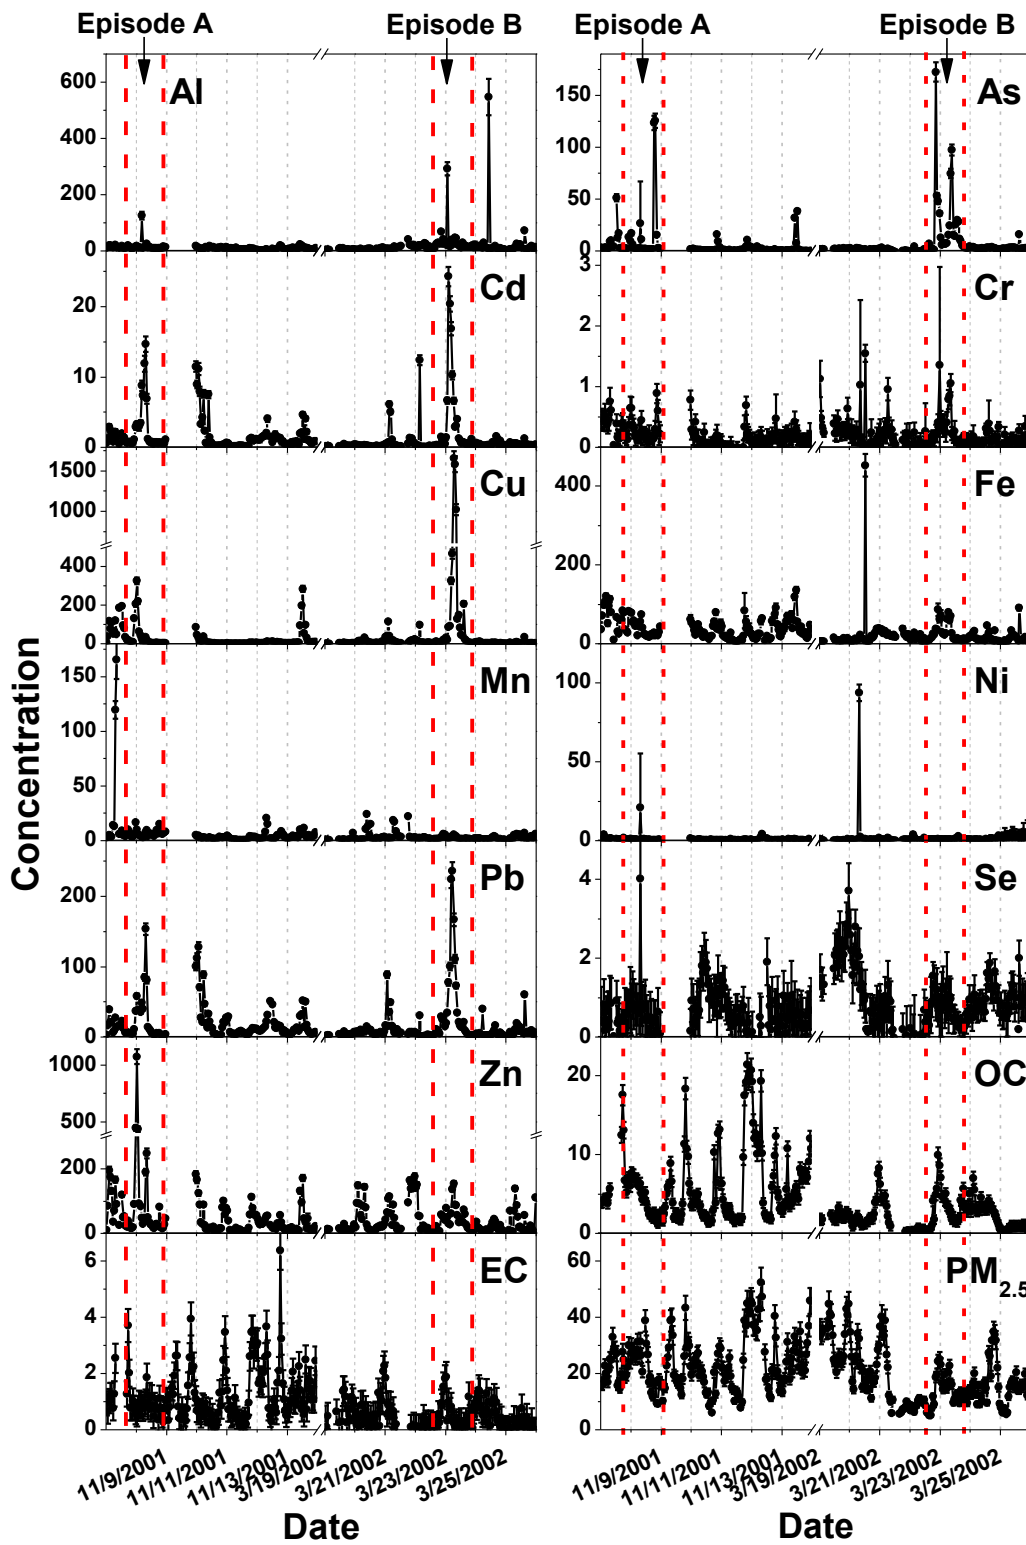 Episode A Episode B Episode A Episode B
600 Al 150 As
400 100
200 50
0 0
Cd 3 Cr
20 2
10 1
0 0
1500 Cu 400 Fe
1000
400 200
200
0 0
150 Mn 100 Ni
100
50 50
0 0
200 Pb 4 Se
100 2
0 0
1000 Zn 20 OC
500
200 10
0 0
6 EC 60 PM2.5
4 40
2 20
0 0
Concentration
11/9/2001 11/11/2001 11/13/2001 3/19/2002 3/21/2002 3/23/2002 3/25/2002
11/9/2001 11/11/2001 11/13/2001 3/19/2002 3/21/2002 3/23/2002 3/25/2002
Date Date